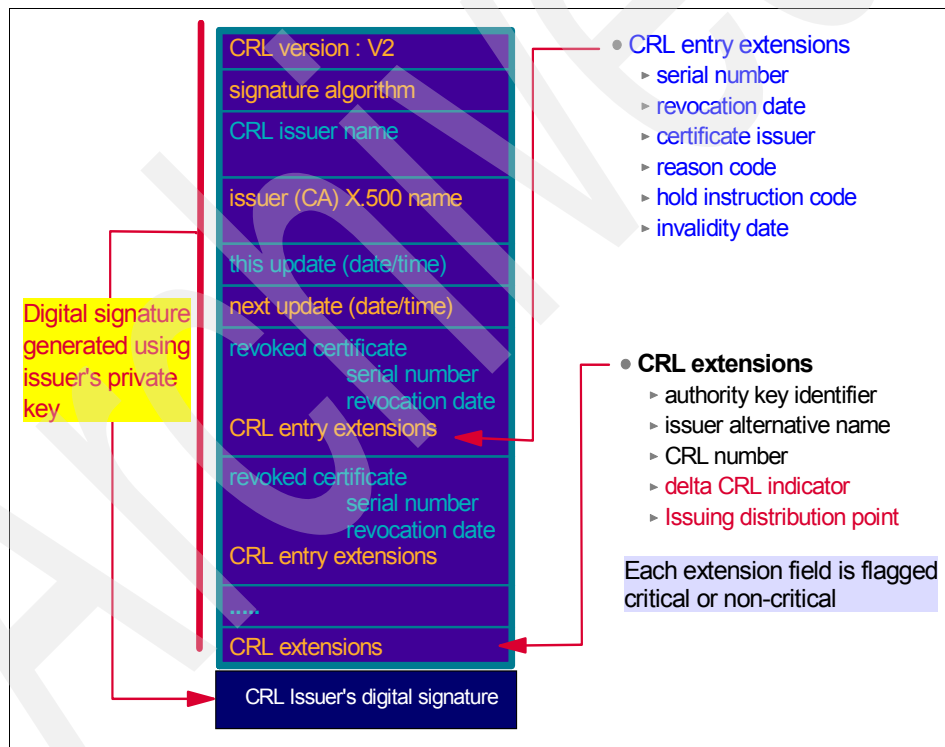 CRL version : V2
signature algorithm
CRL issuer name
issuer (CA) X.500 name
this update (date/time)
next update (date/time)
revoked certificate
serial number
revocation date
CRL entry extensions
revoked certificate
serial number
revocation date
CRL entry extensions
.....
CRL extensions
CRL Issuer's digital signature
Digital signature
generated using
issuer's private
key
CRL entry extensions
serial number
revocation date
certificate issuer
reason code
hold instruction code
invalidity date
CRL extensions
authority key identifier
issuer alternative name
CRL number
delta CRL indicator
Issuing distribution point
Each extension field is flagged
critical or non-critical